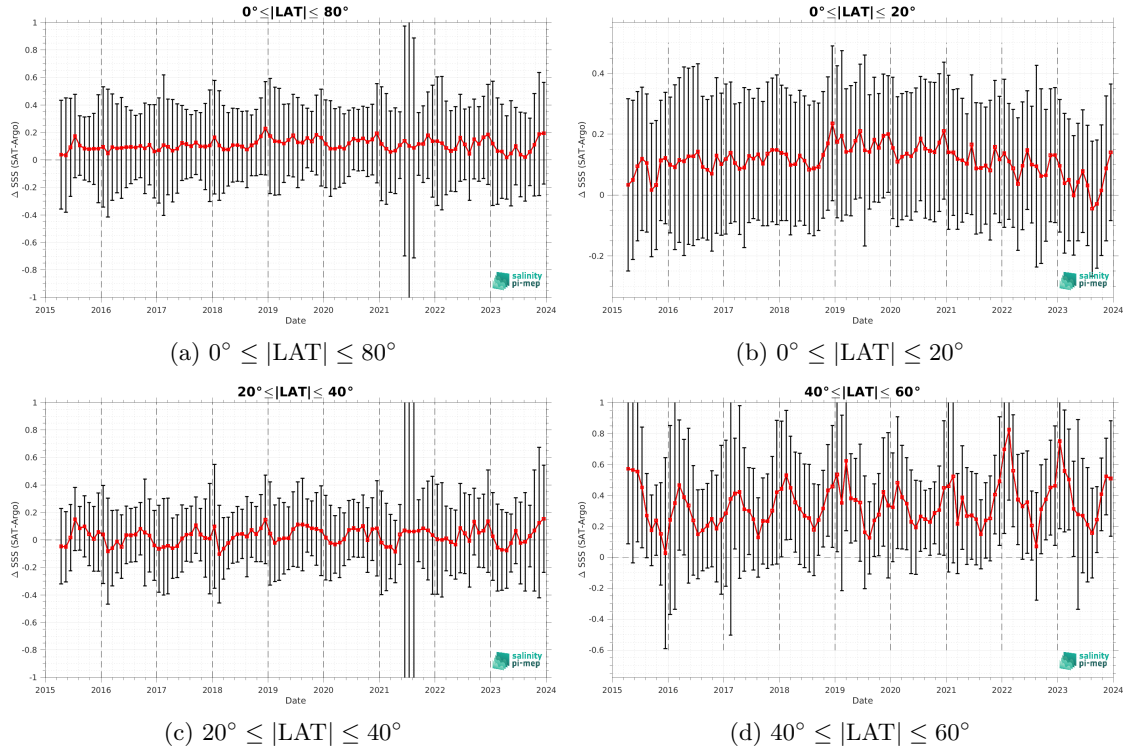 0°≤|LAT|≤ 80°
Δ SSS (SAT-Argo)
1
0.8
0.6
0.4
0.2
0
-0.2
-0.4
-0.6
-0.8
-1
2015 2016 2017 2018 2019 2020 2021 2022 2023 2024
Date
salinity
pi-mep
(a) 0° ≤ |LAT| ≤ 80°
0°≤|LAT|≤ 20°
Δ SSS (SAT-Argo)
0.4
0.2
0
-0.2
2015 2016 2017 2018 2019 2020 2021 2022 2023 2024
Date
salinity
pi-mep
(b) 0° ≤ |LAT| ≤ 20°
20°≤|LAT|≤ 40°
Δ SSS (SAT-Argo)
1
0.8
0.6
0.4
0.2
0
-0.2
-0.4
-0.6
-0.8
-1
2015 2016 2017 2018 2019 2020 2021 2022 2023 2024
Date
salinity
pi-mep
(c) 20° ≤ |LAT| ≤ 40°
40°≤|LAT|≤ 60°
Δ SSS (SAT-Argo)
1
0.8
0.6
0.4
0.2
0
-0.2
-0.4
-0.6
2015 2016 2017 2018 2019 2020 2021 2022 2023 2024
Date
salinity
pi-mep
(d) 40° ≤ |LAT| ≤ 60°